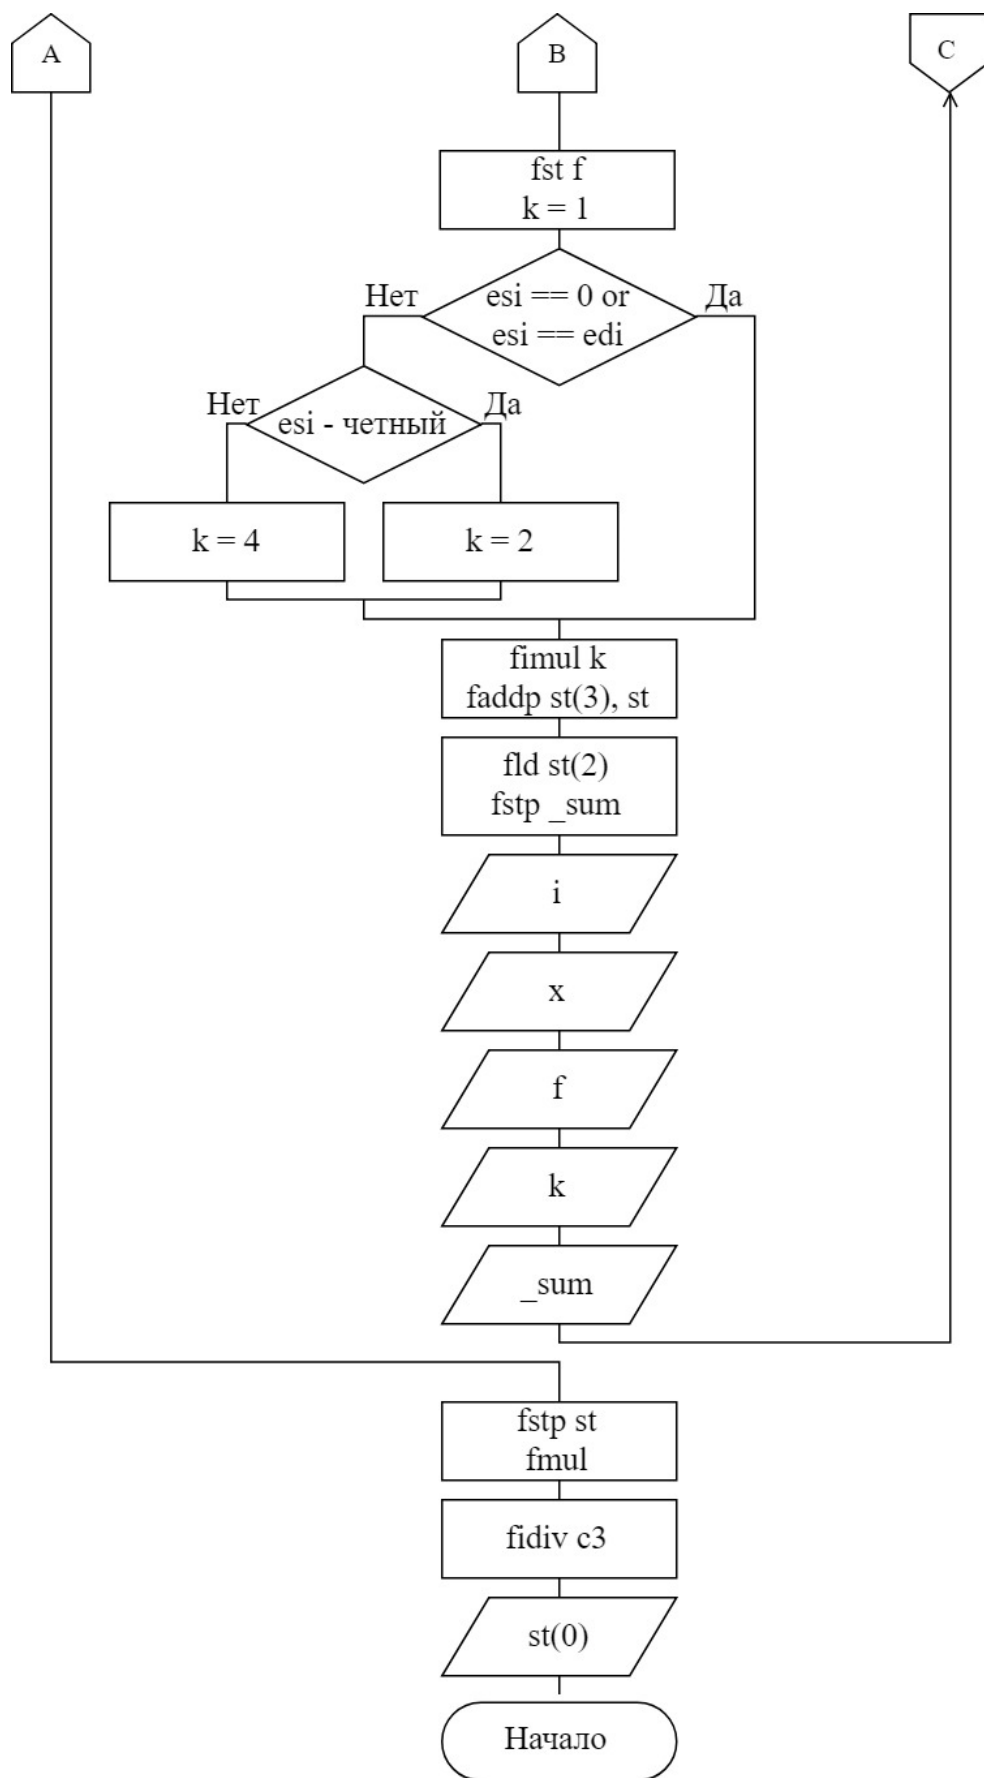 A
B
C
fst f
k = 1
Нет
esi == 0 or
esi == edi
Да
Нет
esi - четный
Да
k = 4
k = 2
fimul k
faddp st(3), st
fld st(2)
fstp _sum
i
x
f
k
_sum
fstp st
fmul
fidiv c3
st(0)
Начало